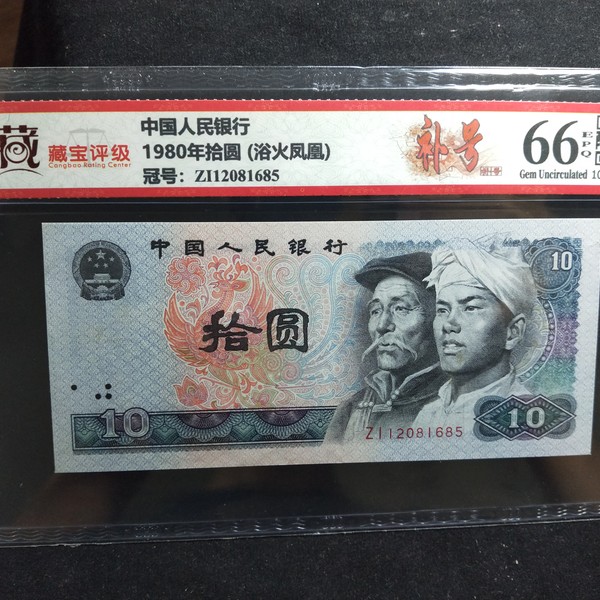 藏
藏宝评级
Cangbao Rating Center
中国人民银行
1980年拾圆 (浴火凤凰)
冠号: ZI12081685
补号
66
EPQ
Gem Uncirculated 10
中国人民银行
10
拾圆
10
ZI12081685
10